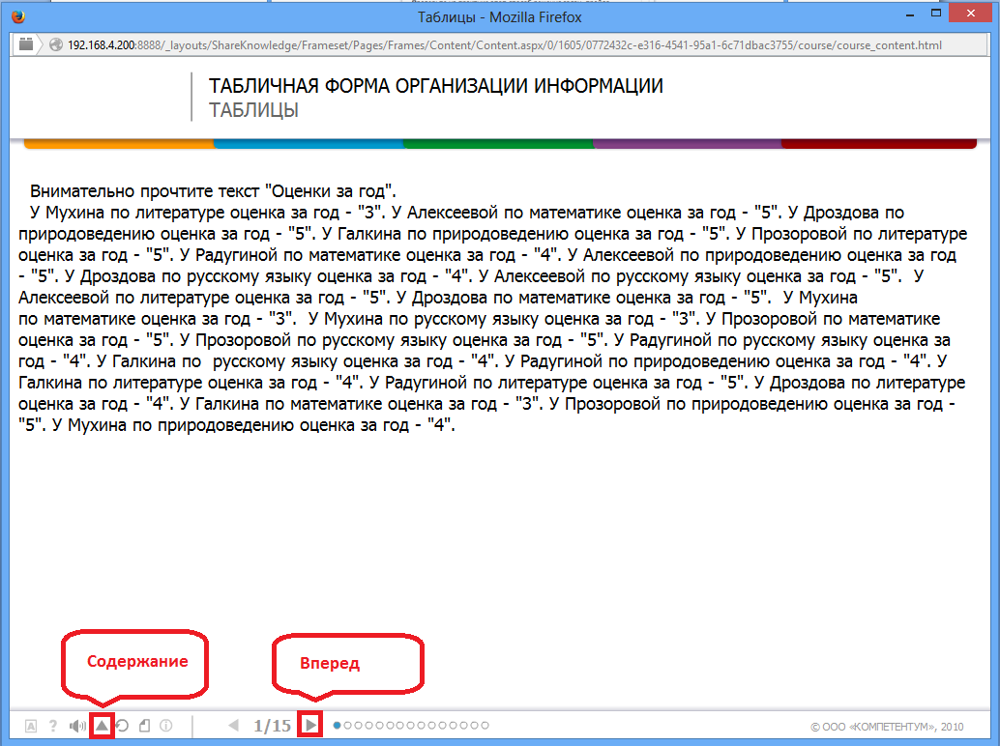 Таблицы - Mozilla Firefox
192.168.4.200:8888/_layouts/ShareKnowledge/Frameset/Pages/Frames/Content/Content.aspx/0/1605/0772432c-e316-4541-95a1-6c71dbac3755/course/course_content.html
ТАБЛИЧНАЯ ФОРМА ОРГАНИЗАЦИИ ИНФОРМАЦИИ
ТАБЛИЦЫ
Внимательно прочтите текст "Оценки за год".
У Мухина по литературе оценка за год - "3". У Алексеевой по математике оценка за год - "5". У Дроздова по
природоведению оценка за год - "5". У Галкина по природоведению оценка за год - "5". У Прозоровой по литературе
оценка за год - "5". У Радугиной по математике оценка за год - "4". У Алексеевой по природоведению оценка за год
- "5". У Дроздова по русскому языку оценка за год - "4". У Алексеевой по русскому языку оценка за год - "5".  У
Алексеевой по литературе оценка за год - "5". У Дроздова по математике оценка за год - "5".  У Мухина
по математике оценка за год - "3".  У Мухина по русскому языку оценка за год - "3". У Прозоровой по математике
оценка за год - "5". У Прозоровой по русскому языку оценка за год - "5". У Радугиной по русскому языку оценка за
год - "4". У Галкина по  русскому языку оценка за год - "4". У Радугиной по природоведению оценка за год - "4". У
Галкина по литературе оценка за год - "4". У Радугиной по литературе оценка за год - "5". У Дроздова по литературе
оценка за год - "4". У Галкина по математике оценка за год - "3". У Прозоровой по природоведению оценка за год -
"5". У Мухина по природоведению оценка за год - "4".
Содержание
Вперед
A ? 1/15
© ООО «КОМПЕТЕНТУМ», 2010